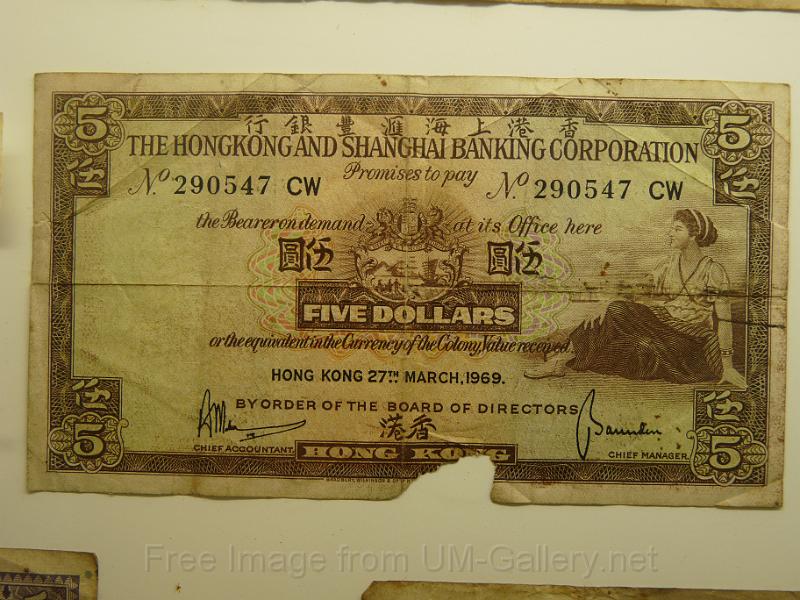 行銀豐滙海上港香
5 THE HONGKONG AND SHANGHAI BANKING CORPORATION 5
伍 Promises to pay 伍
No 290547 CW No 290547 CW
the Bearer on demand at its Office here
圓伍 圓伍
FIVE DOLLARS
or the equivalent in the Currency of the Colony, Value received.
HONG KONG 27TH MARCH, 1969.
伍 BY ORDER OF THE BOARD OF DIRECTORS 伍
港香
5 CHIEF ACCOUNTANT. HONG KONG CHIEF MANAGER. 5
BRADBURY, WILKINSON &
Free Image from UM-Gallery.net